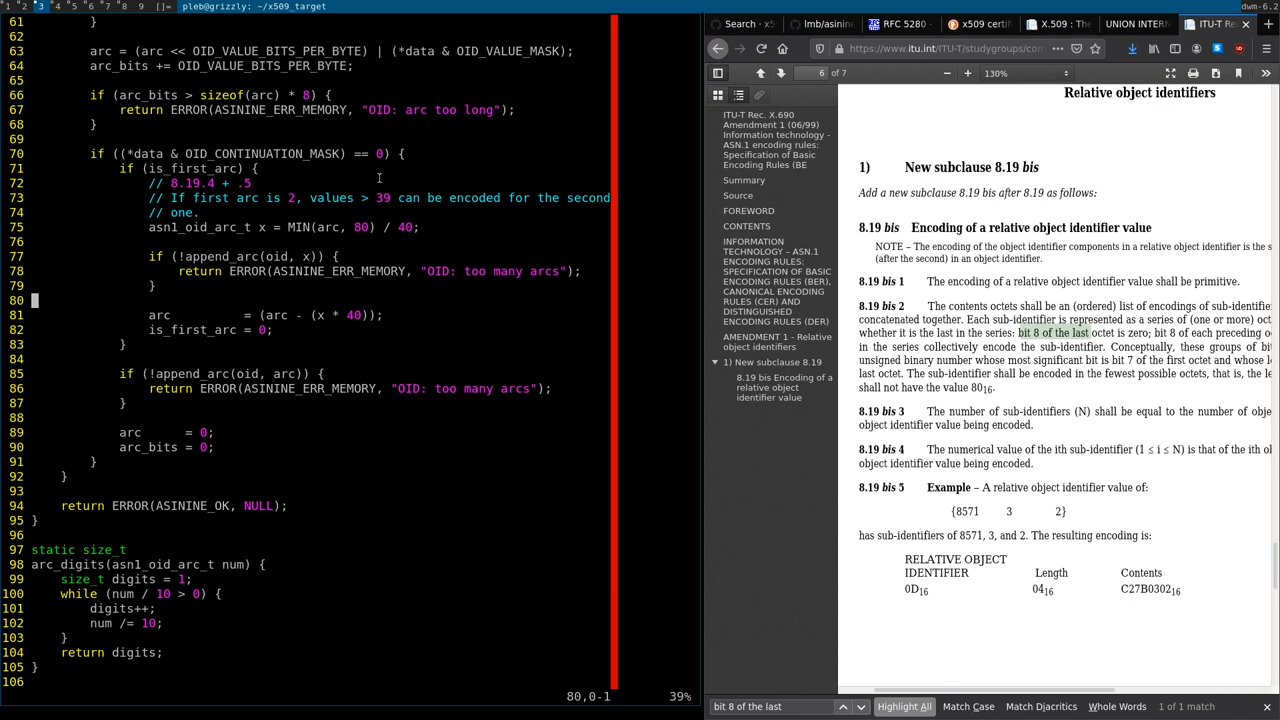 1 2 3 4 5 6 7 8 9 []= pleb@grizzly: ~/x509_target
dwm-6.2
61         }
62
63         arc = (arc << OID_VALUE_BITS_PER_BYTE) | (*data & OID_VALUE_MASK);
64         arc_bits += OID_VALUE_BITS_PER_BYTE;
65
66         if (arc_bits > sizeof(arc) * 8) {
67             return ERROR(ASININE_ERR_MEMORY, "OID: arc too long");
68         }
69
70         if ((*data & OID_CONTINUATION_MASK) == 0) {
71             if (is_first_arc) {
72                 // 8.19.4 + .5
73                 // If first arc is 2, values > 39 can be encoded for the second
74                 // one.
75                 asn1_oid_arc_t x = MIN(arc, 80) / 40;
76
77                 if (!append_arc(oid, x)) {
78                     return ERROR(ASININE_ERR_MEMORY, "OID: too many arcs");
79                 }
80
81                 arc          = (arc - (x * 40));
82                 is_first_arc = 0;
83             }
84
85             if (!append_arc(oid, arc)) {
86                 return ERROR(ASININE_ERR_MEMORY, "OID: too many arcs");
87             }
88
89             arc      = 0;
90             arc_bits = 0;
91         }
92     }
93
94     return ERROR(ASININE_OK, NULL);
95 }
96
97 static size_t
98 arc_digits(asn1_oid_arc_t num) {
99     size_t digits = 1;
100     while (num / 10 > 0) {
101         digits++;
102         num /= 10;
103     }
104     return digits;
105 }
106
80,0-1 39%
Search · x5
lmb/asinine
RFC 5280
x509 certif
X.509 : The
UNION INTERN
ITU-T Rec
https://www.itu.int/ITU-T/studygroups/com
6 of 7
130%
ITU-T Rec. X.690
Amendment 1 (06/99)
Information technology -
ASN.1 encoding rules:
Specification of Basic
Encoding Rules (BE
Summary
Source
FOREWORD
CONTENTS
INFORMATION
TECHNOLOGY – ASN.1
ENCODING RULES:
SPECIFICATION OF BASIC
ENCODING RULES (BER),
CANONICAL ENCODING
RULES (CER) AND
DISTINGUISHED
ENCODING RULES (DER)
AMENDMENT 1 - Relative
object identifiers
1) New subclause 8.19
8.19 bis Encoding of a
relative object
identifier value
Relative object identifiers
1) New subclause 8.19 bis
Add a new subclause 8.19 bis after 8.19 as follows:
8.19 bis Encoding of a relative object identifier value
NOTE – The encoding of the object identifier components in a relative object identifier is the s
(after the second) in an object identifier.
8.19 bis 1 The encoding of a relative object identifier value shall be primitive.
8.19 bis 2 The contents octets shall be an (ordered) list of encodings of sub-identifie
concatenated together. Each sub-identifier is represented as a series of (one or more) oct
whether it is the last in the series: bit 8 of the last octet is zero; bit 8 of each preceding o
in the series collectively encode the sub-identifier. Conceptually, these groups of bit
unsigned binary number whose most significant bit is bit 7 of the first octet and whose l
last octet. The sub-identifier shall be encoded in the fewest possible octets, that is, the le
shall not have the value 80₁₆.
8.19 bis 3 The number of sub-identifiers (N) shall be equal to the number of obje
object identifier value being encoded.
8.19 bis 4 The numerical value of the ith sub-identifier (1 ≤ i ≤ N) is that of the ith ol
object identifier value being encoded.
8.19 bis 5 Example – A relative object identifier value of:
{8571 3 2}
has sub-identifiers of 8571, 3, and 2. The resulting encoding is:
RELATIVE OBJECT
IDENTIFIER Length Contents
0D₁₆ 04₁₆ C27B0302₁₆
bit 8 of the last
Highlight All Match Case Match Diacritics Whole Words 1 of 1 match